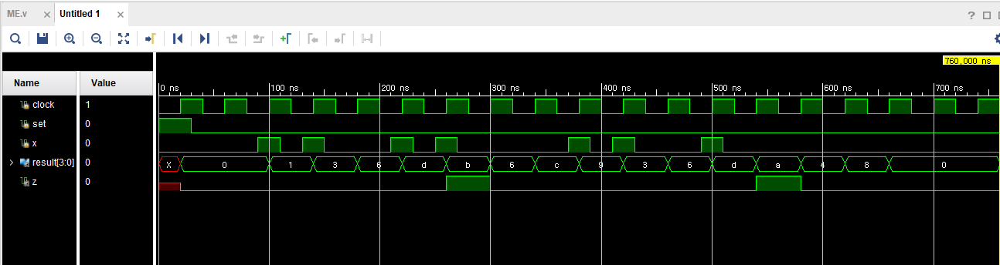 ME.v × Untitled 1 ×
?
760,000 ns
Name Value
0 ns 100 ns 200 ns 300 ns 400 ns 500 ns 600 ns 700 ns
clock 1
set 0
x 0
result[3:0] 0 X 0 1 3 6 d b 6 c 9 3 6 d a 4 8 0
z 0